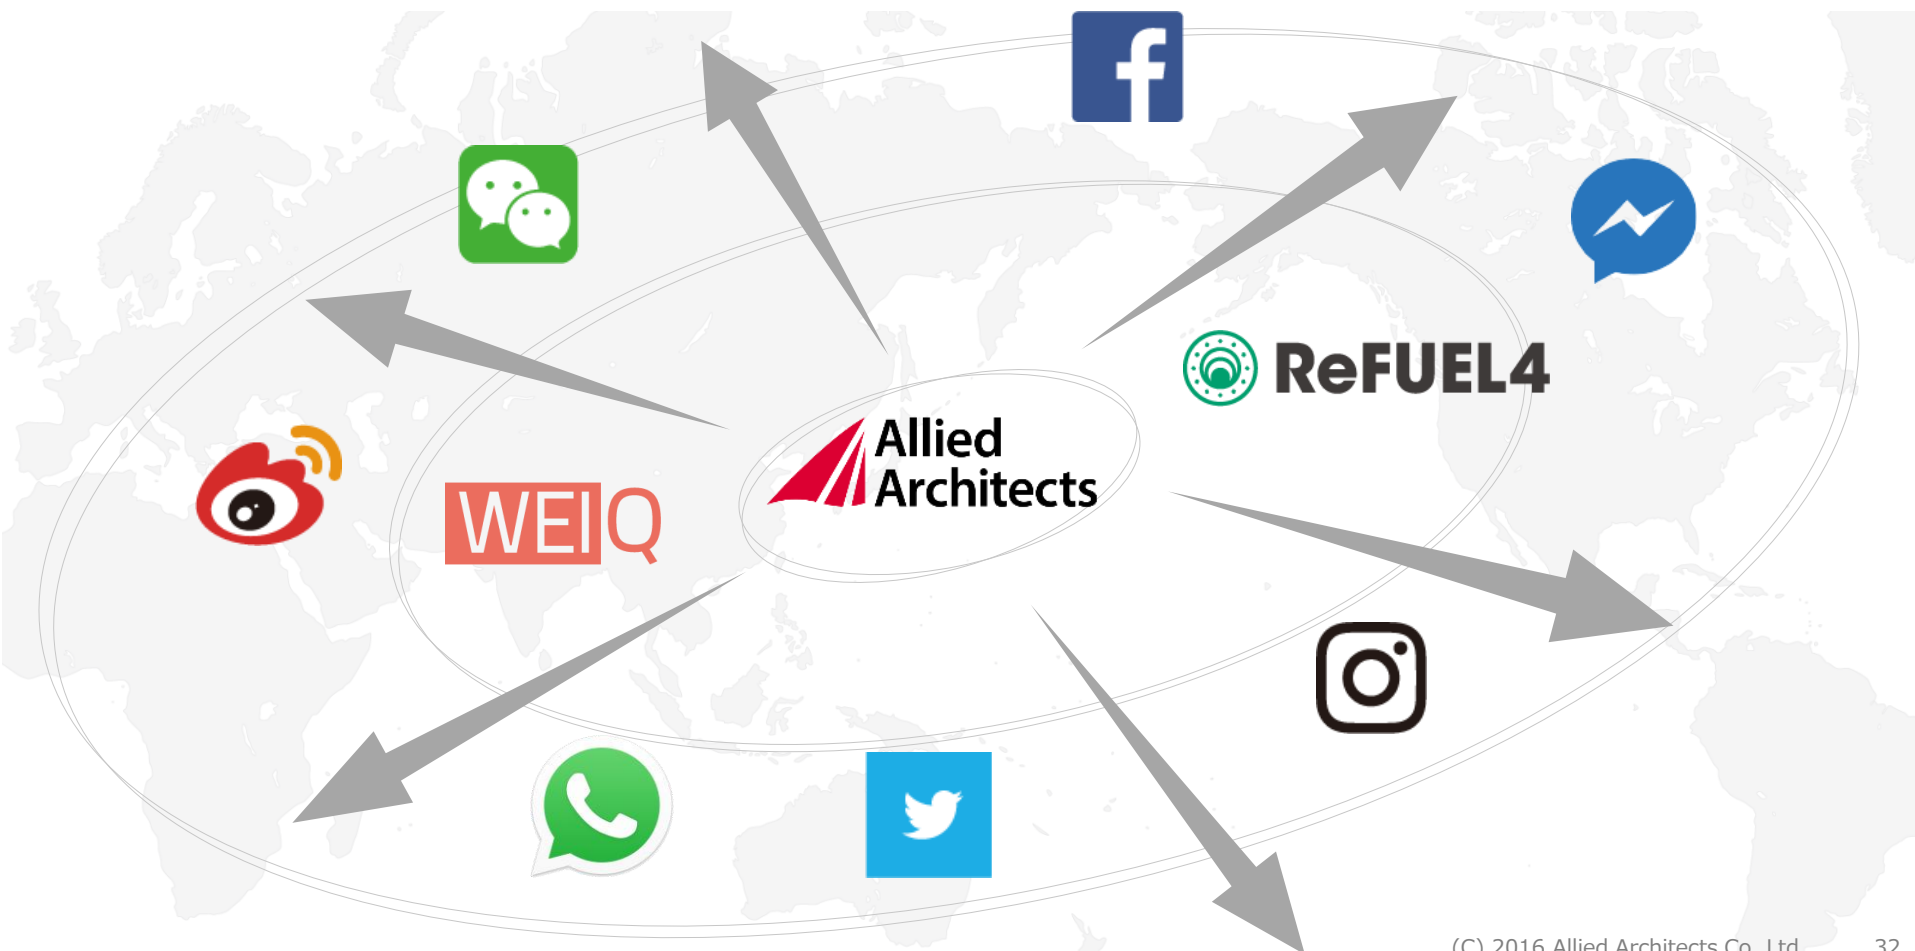 ReFUEL4
Allied
Architects
WEIQ
(C) 2016 Allied Architects Co., Ltd. 32